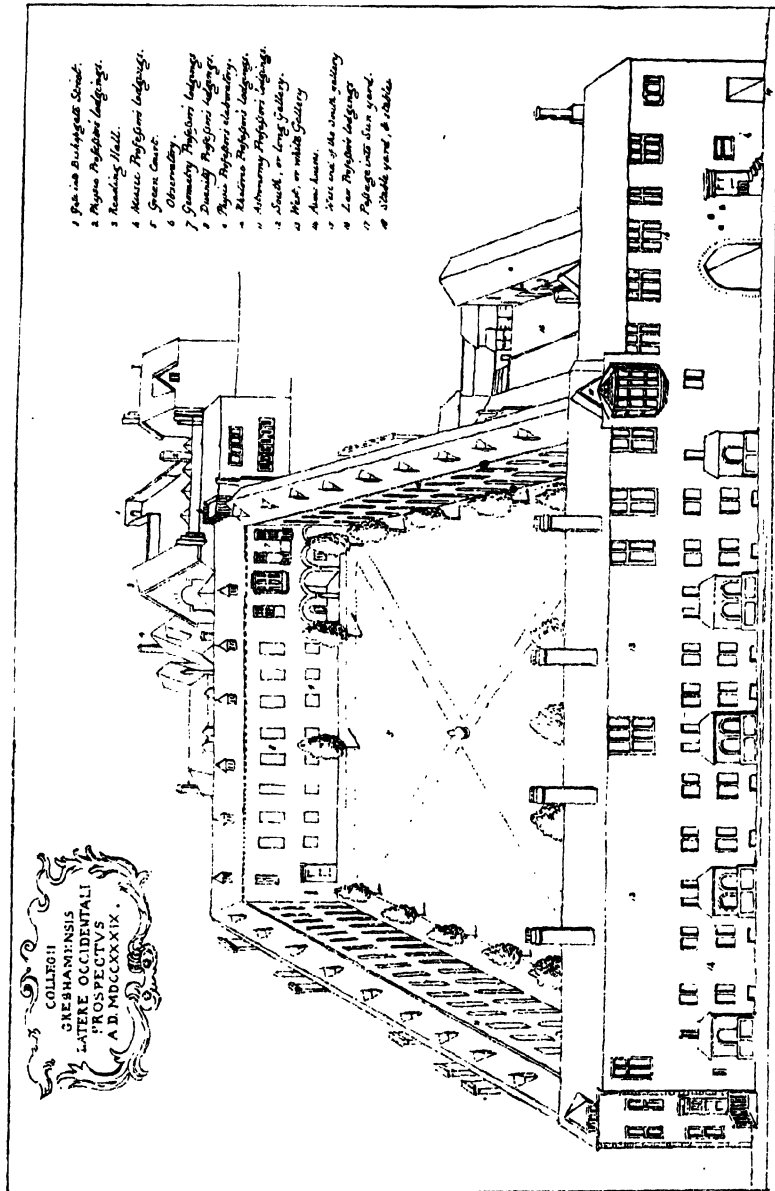 COLLEGII
GRESHAMENSIS
LATERE OCCIDENTALI
PROSPECTVS
A.D. MDCCXXXIX.
1 Gate into Bishopsgate Street.
2 Physic Professors lodgings.
3 Reading Hall.
4 Music Professors lodgings.
5 Green Court.
6 Observatory.
7 Geometry Professors lodgings
8 Divinity Professors lodgings.
9 Physic Professors elaboratory.
10 Rhetoric Professors lodgings.
11 Astronomy Professors lodgings.
12 South, or long Gallery.
13 West, or white Gallery
14 Alms houses.
15 West end of the south gallery
16 Law Professors lodgings
17 Passage into Sun yard.
18 Stable yard, & stables